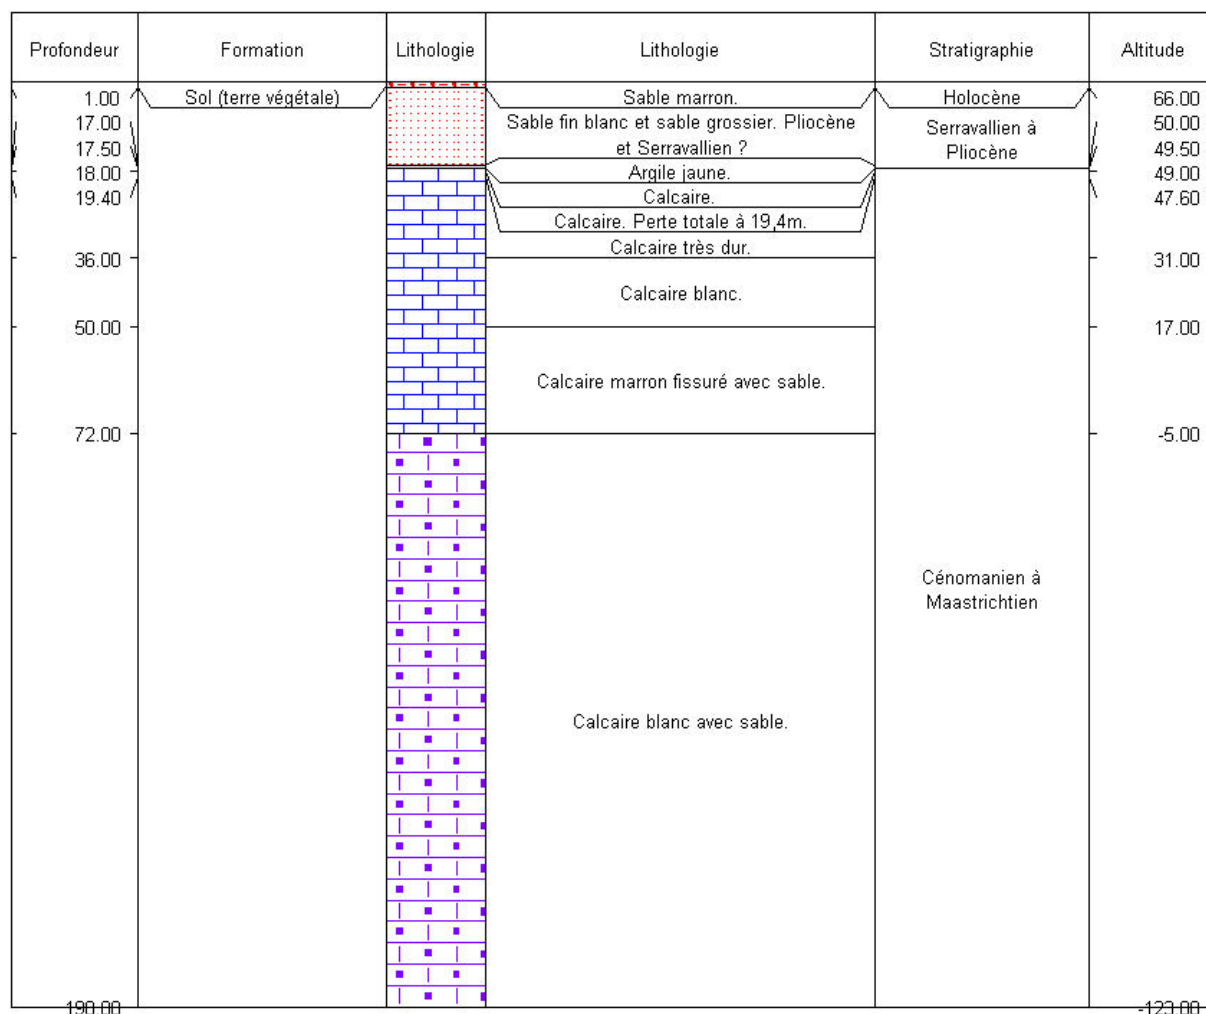 Profondeur Formation Lithologie Lithologie Stratigraphie Altitude
1.00 Sol (terre végétale) Sable marron. Holocène 66.00
17.00 Sable fin blanc et sable grossier. Pliocène Serravallien à 50.00
17.50 et Serravallien ? Pliocène 49.50
18.00 Argile jaune. 49.00
19.40 Calcaire. 47.60
Calcaire. Perte totale à 19,4m.
Calcaire très dur.
36.00 31.00
Calcaire blanc.
50.00 17.00
Calcaire marron fissuré avec sable.
72.00 -5.00
Cénomanien à
Maastrichtien
Calcaire blanc avec sable.
190.00 -123.00